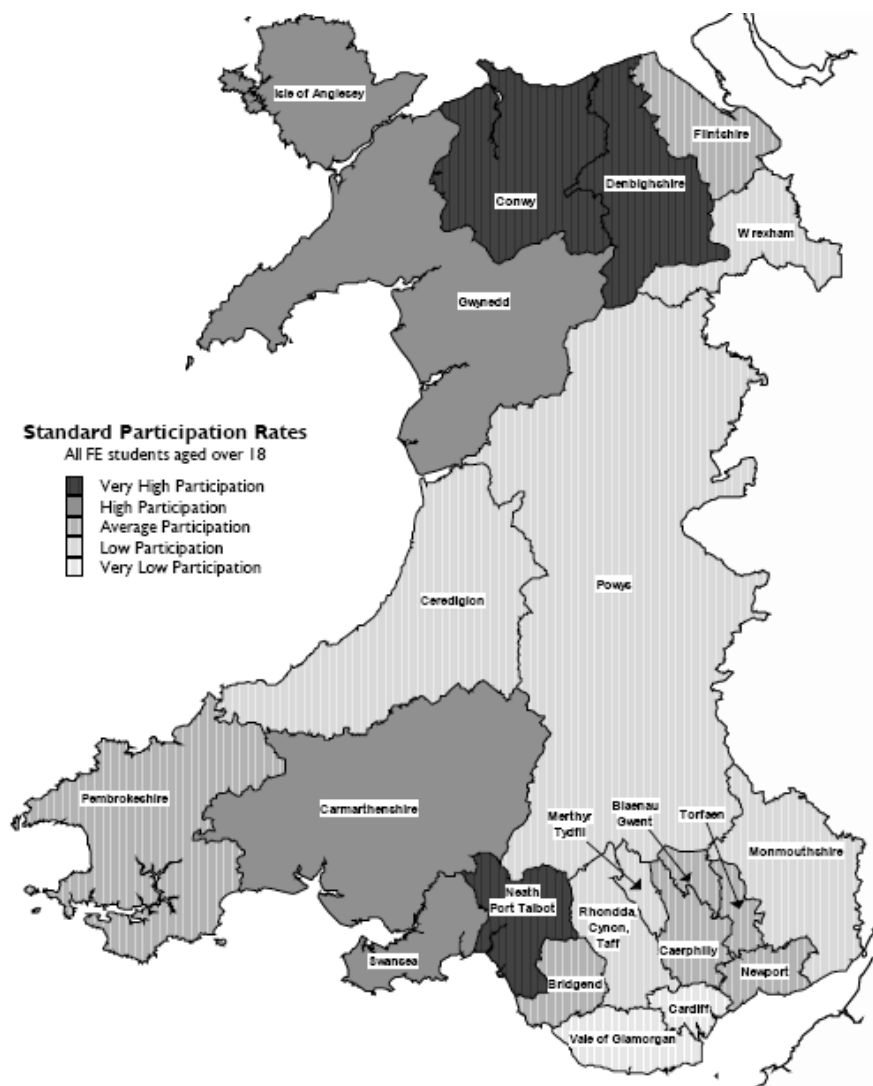 Isle of Anglesey
Flintshire
Denbighshire
Conwy
Wrexham
Gwynedd
Standard Participation Rates
All FE students aged over 18
Very High Participation
High Participation
Average Participation
Low Participation
Very Low Participation
Ceredigion
Powys
Pembrokeshire
Carmarthenshire
Merthyr
Tydfil
Blaenau
Gwent
Torfaen
Monmouthshire
Neath
Port Talbot
Rhondda,
Cynon,
Taff
Caerphilly
Swansea
Bridgend
Newport
Cardiff
Vale of Glamorgan